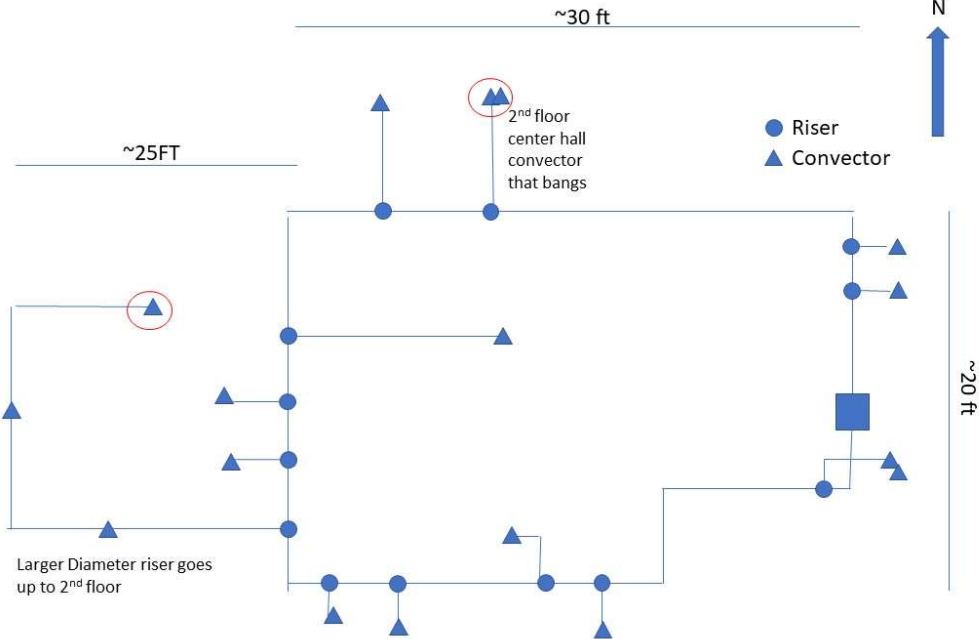 ~30 ft
N
2nd floor
center hall
convector
that bangs
Riser
Convector
~25FT
~20 ft
Larger Diameter riser goes
up to 2nd floor